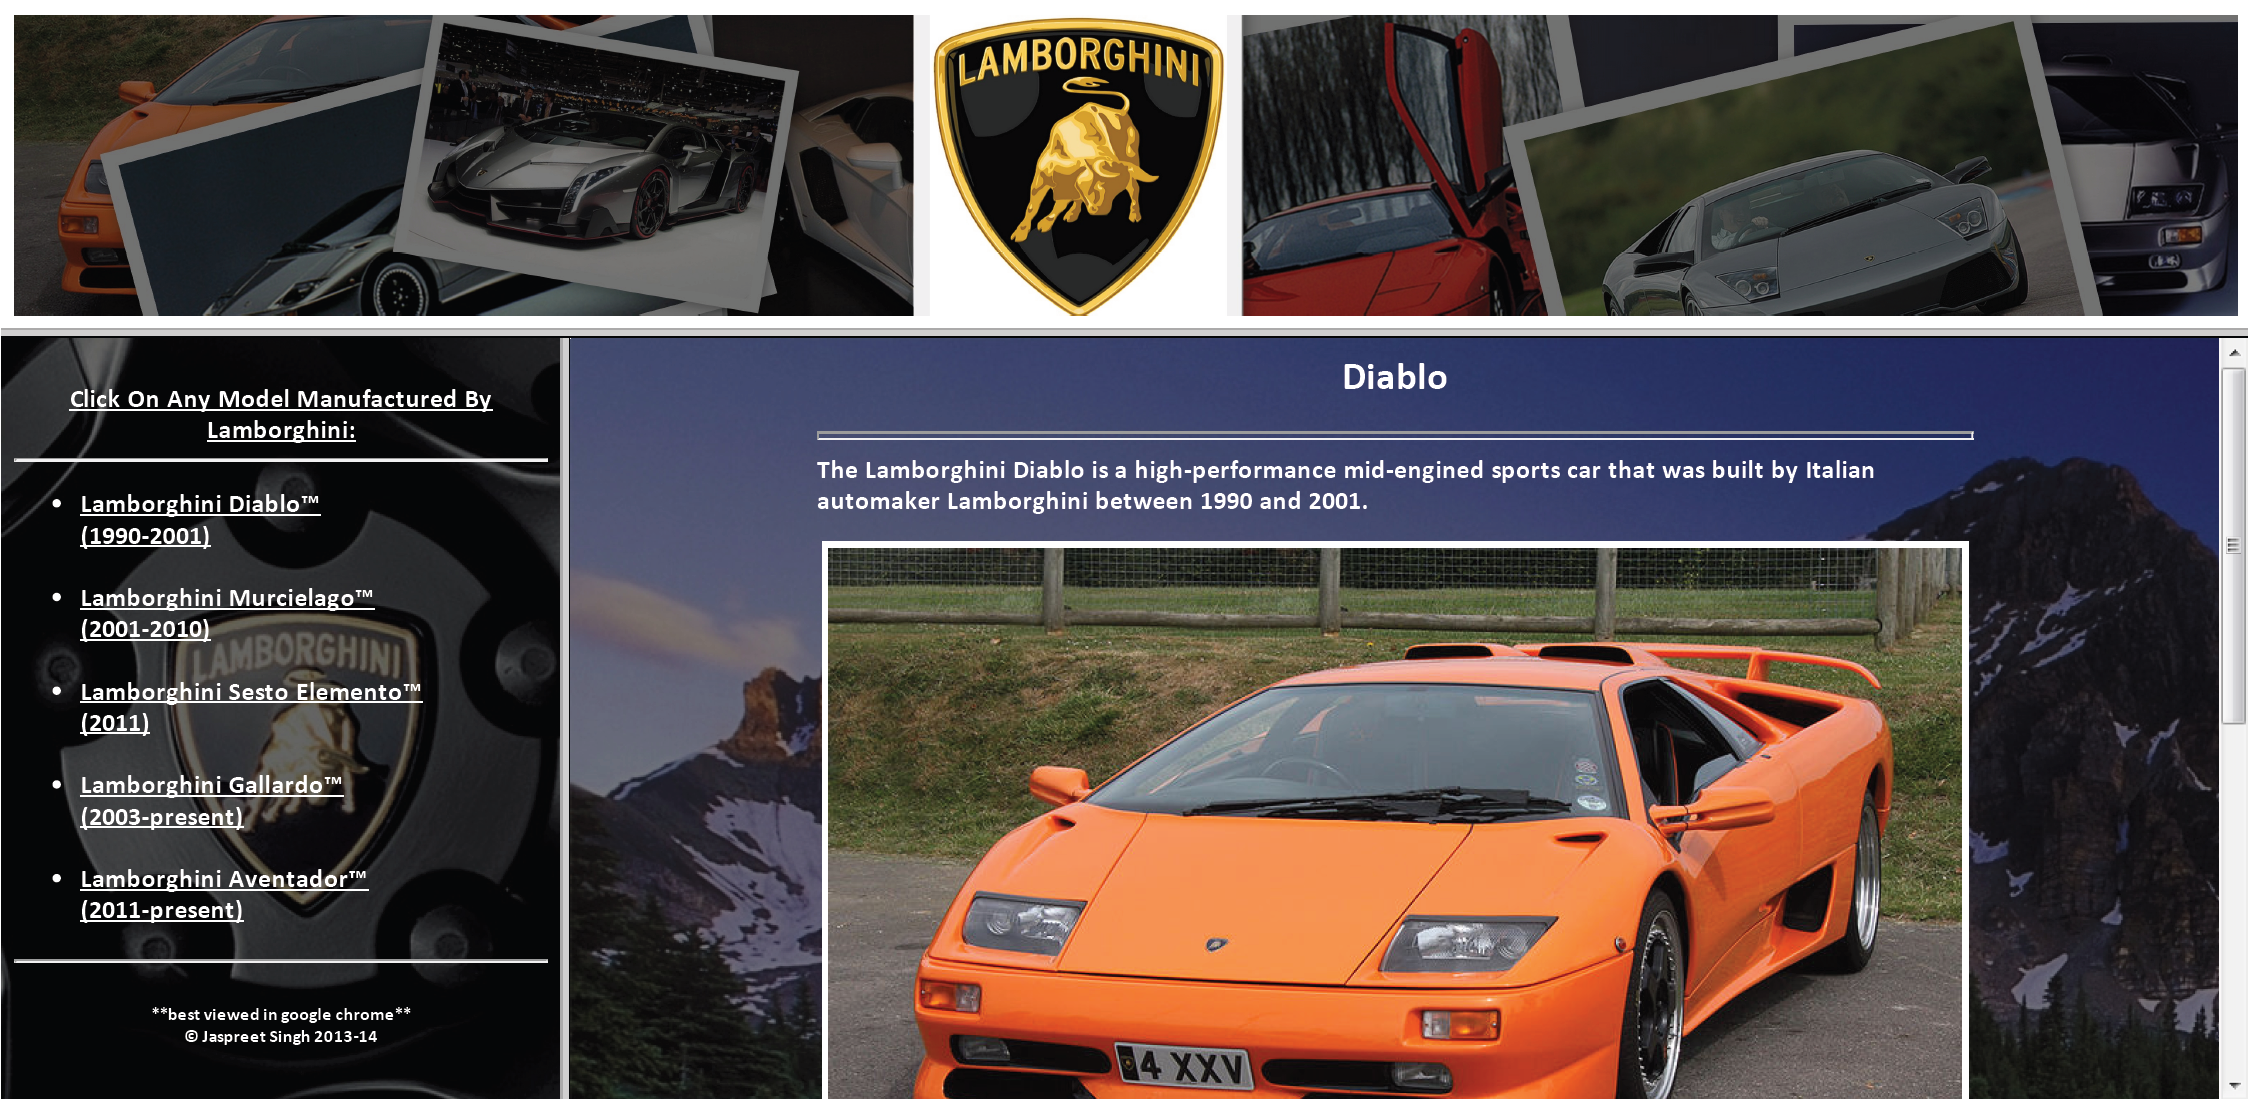 LAMBORGHINI
Click On Any Model Manufactured By
Lamborghini:
• Lamborghini Diablo™
(1990-2001)
• Lamborghini Murcielago™
(2001-2010)
• Lamborghini Sesto Elemento™
(2011)
• Lamborghini Gallardo™
(2003-present)
• Lamborghini Aventador™
(2011-present)
LAMBORGHINI
**best viewed in google chrome**
© Jaspreet Singh 2013-14
Diablo
The Lamborghini Diablo is a high-performance mid-engined sports car that was built by Italian
automaker Lamborghini between 1990 and 2001.
4 XXV